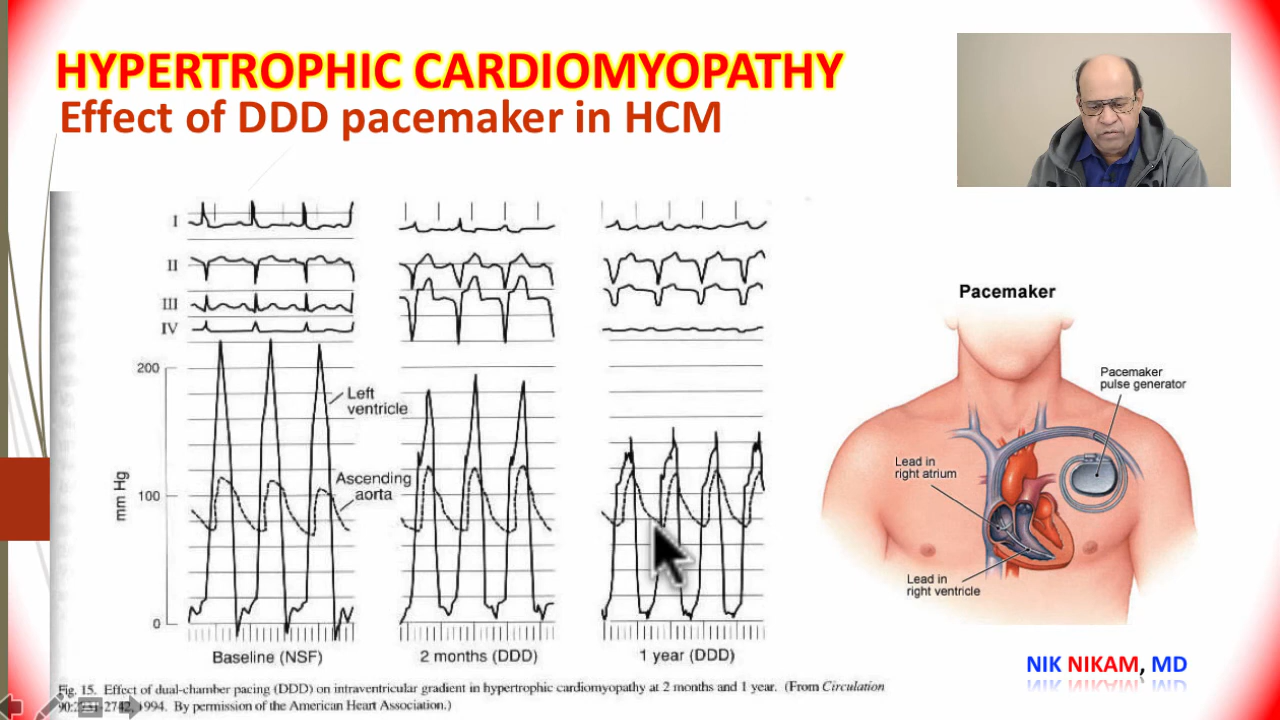 HYPERTROPHIC CARDIOMYOPATHY
Effect of DDD pacemaker in HCM
I
II
III
IV
200
Left
ventricle
Ascending
aorta
mm Hg
100
0
Baseline (NSF)
2 months (DDD)
1 year (DDD)
Fig. 15. Effect of dual-chamber pacing (DDD) on intraventricular gradient in hypertrophic cardiomyopathy at 2 months and 1 year. (From Circulation
2742, 1994. By permission of the American Heart Association.)
Pacemaker
Pacemaker
pulse generator
Lead in
right atrium
Lead in
right ventricle
NIK NIKAM, MD